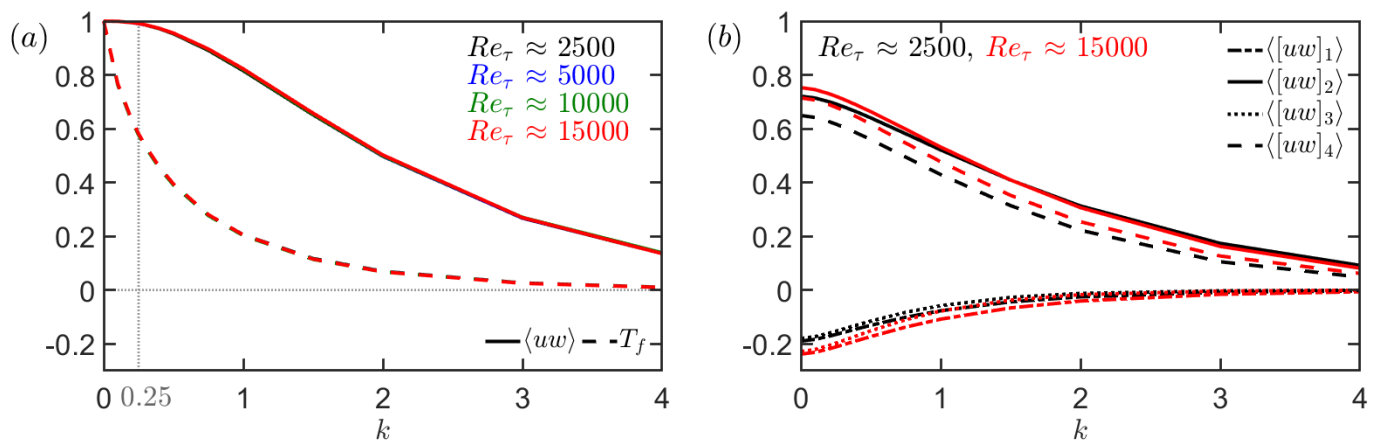 (a)
1
0.8
0.6
0.4
0.2
0
-0.2
Re_τ ≈ 2500
Re_τ ≈ 5000
Re_τ ≈ 10000
Re_τ ≈ 15000
⟨uw⟩ T_f
0 0.25 1 2 3 4
k
(b)
1
0.8
0.6
0.4
0.2
0
-0.2
Re_τ ≈ 2500, Re_τ ≈ 15000
⟨[uw]_1⟩
⟨[uw]_2⟩
⟨[uw]_3⟩
⟨[uw]_4⟩
0 1 2 3 4
k